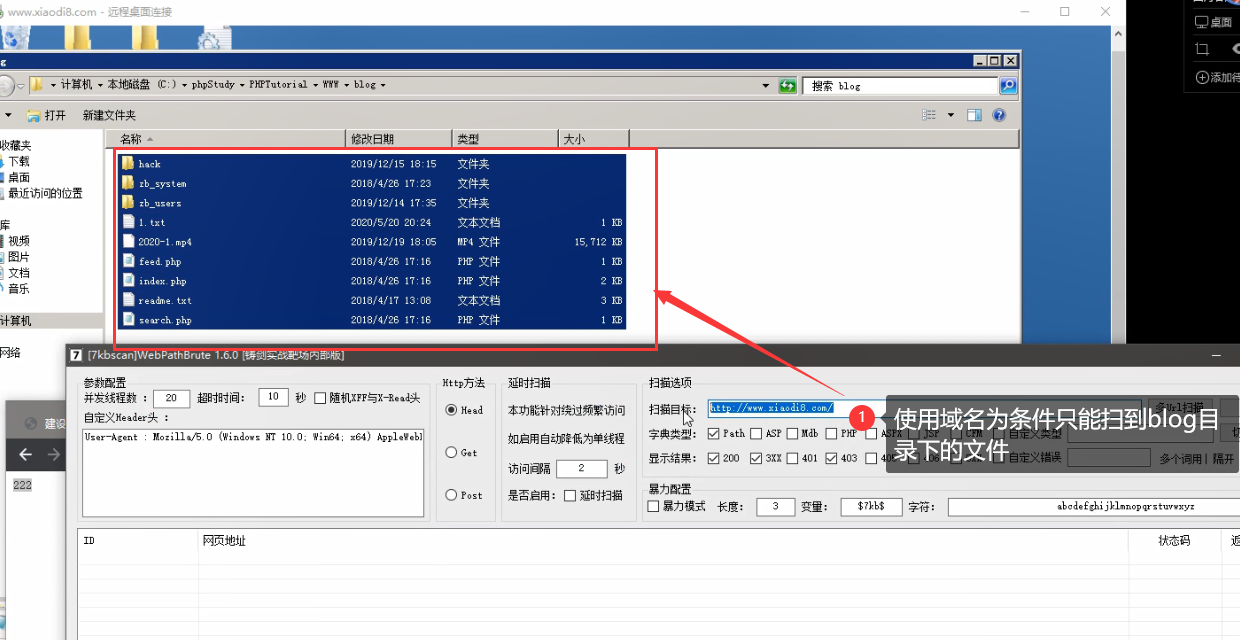 www.xiaodi8.com - 远程桌面连接
桌面
添加待
计算机 本地磁盘 (C:) phpStudy PHPTutorial WWW blog
搜索 blog
打开 新建文件夹
名称 修改日期 类型 大小
收藏夹
下载
桌面
最近访问的位置
库
视频
图片
文档
音乐
计算机
网络
hack 2019/12/15 18:15 文件夹
zb_system 2018/4/26 17:23 文件夹
zb_users 2019/12/14 17:35 文件夹
1.txt 2020/5/20 20:24 文本文档 1 KB
2020-1.mp4 2019/12/19 18:05 MP4 文件 15,712 KB
feed.php 2018/4/26 17:16 PHP 文件 1 KB
index.php 2018/4/26 17:16 PHP 文件 2 KB
readme.txt 2018/4/17 13:08 文本文档 3 KB
search.php 2018/4/26 17:16 PHP 文件 1 KB
7 [7kbscan]WebPathBrute 1.6.0 [铸剑实战靶场内部版]
参数配置
并发线程数 : 20 超时时间: 10 秒 随机XFF与X-Read头
自定义Header头 :
User-Agent : Mozilla/5.0 (Windows NT 10.0; Win64; x64) AppleWebl
Http方法
Head
Get
Post
延时扫描
本功能针对绕过频繁访问
如启用自动降低为单线程
访问间隔 2 秒
是否启用: 延时扫描
扫描选项
扫描目标: http://www.xiaodi8.com/ 多Url扫描
字典类型: Path ASP Mdb PHP ASPX JSP CFM 自定义类型
显示结果: 200 3XX 401 403 自定义错误 多个词用| 隔开
1 使用域名为条件只能扫到blog目
录下的文件
暴力配置
暴力模式 长度: 3 变量: $7kb$ 字符: abcdefghijklmnopqrstuvwxyz
建设
222
ID 网页地址 状态码 返